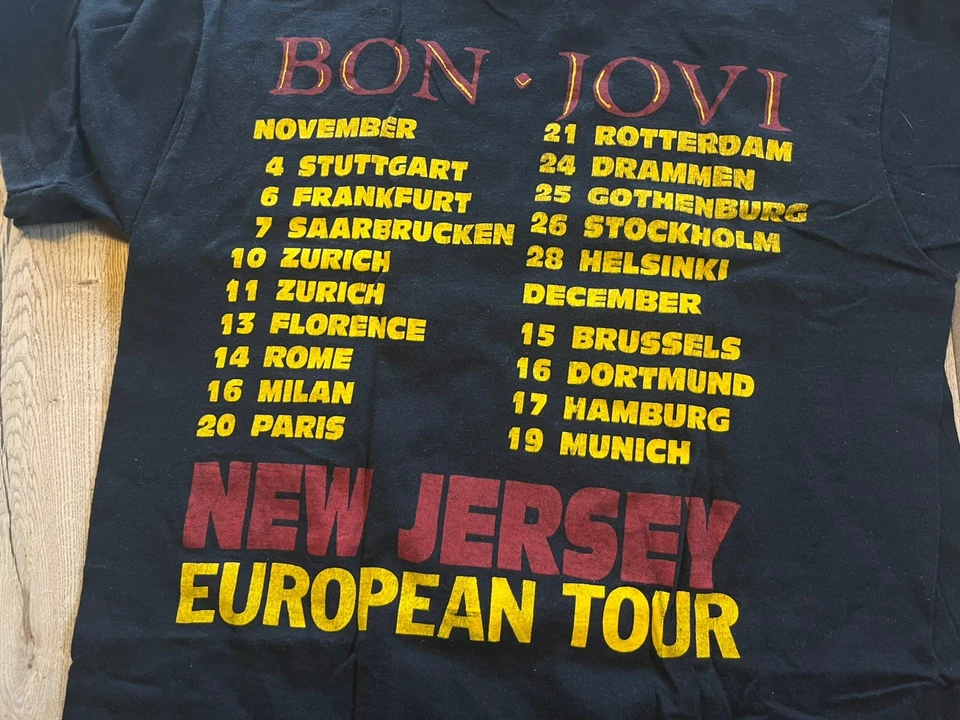 BON · JOVI
NOVEMBER
4 STUTTGART
6 FRANKFURT
7 SAARBRUCKEN
10 ZURICH
11 ZURICH
13 FLORENCE
14 ROME
16 MILAN
20 PARIS
21 ROTTERDAM
24 DRAMMEN
25 GOTHENBURG
26 STOCKHOLM
28 HELSINKI
DECEMBER
15 BRUSSELS
16 DORTMUND
17 HAMBURG
19 MUNICH
NEW JERSEY
EUROPEAN TOUR